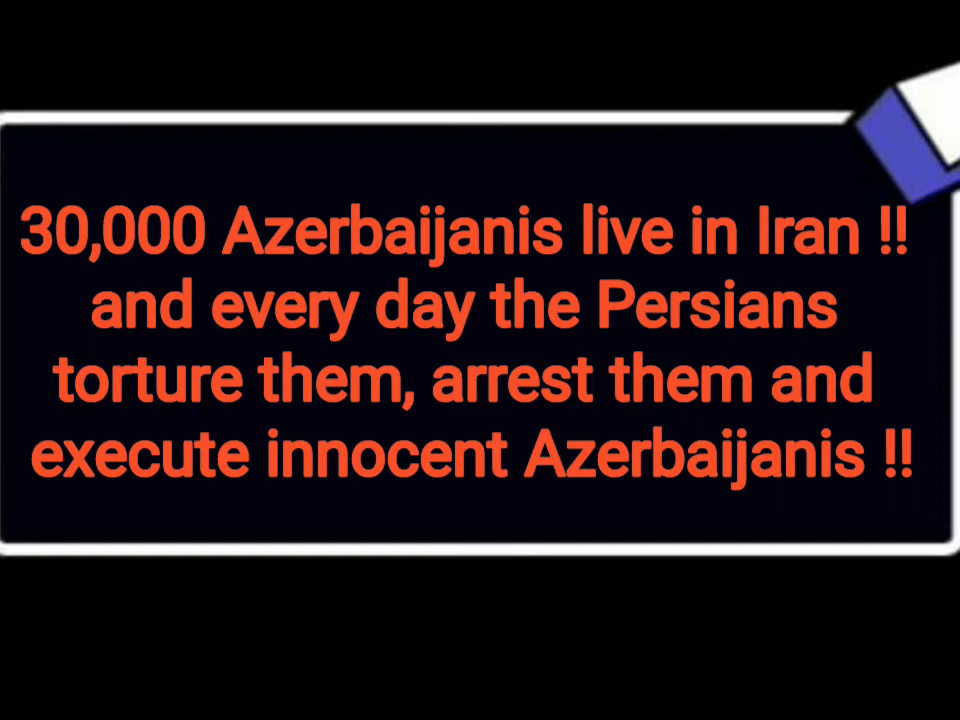 30,000 Azerbaijanis live in Iran !!
and every day the Persians
torture them, arrest them and
execute innocent Azerbaijanis !!